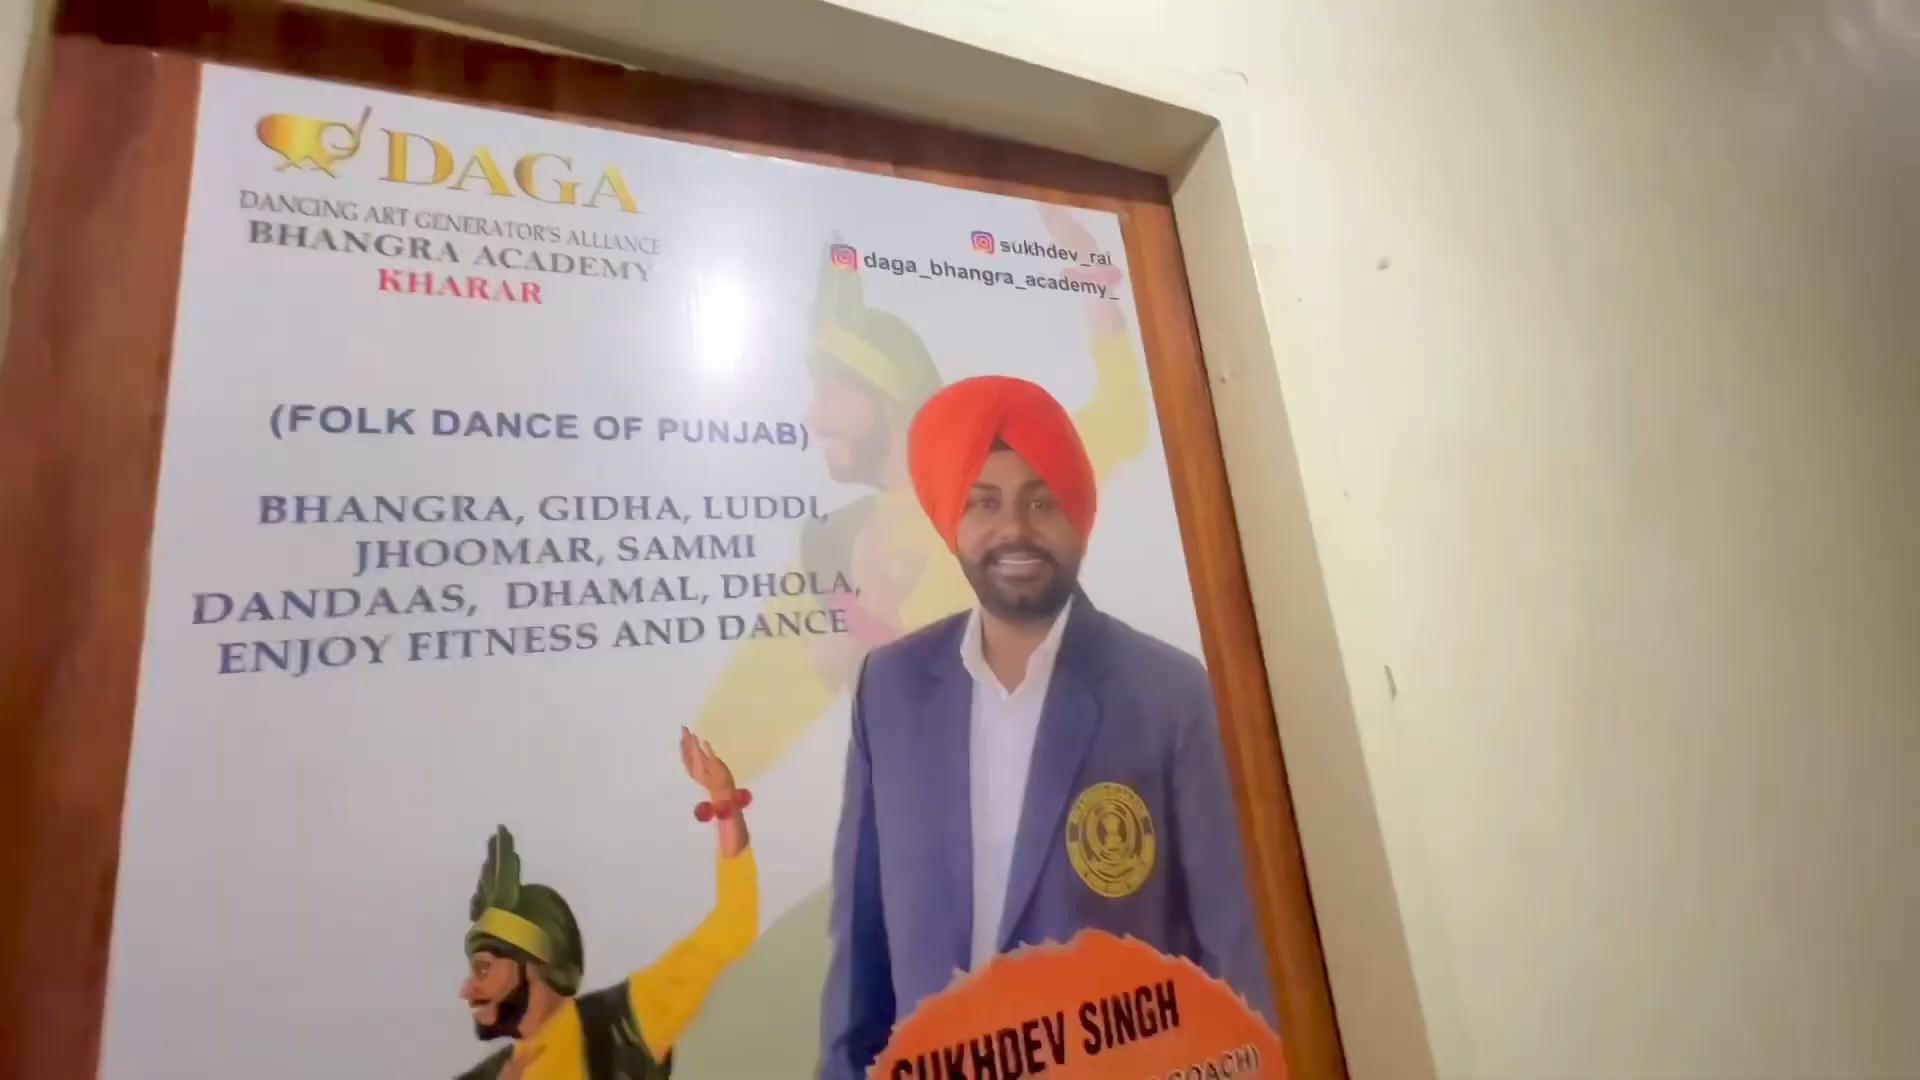 DAGA
DANCING ART GENERATOR'S ALLIANCE
BHANGRA ACADEMY
KHARAR
sukhdev_rai
daga_bhangra_academy_
(FOLK DANCE OF PUNJAB)
BHANGRA, GIDHA, LUDDI,
JHOOMAR, SAMMI
DANDAAS, DHAMAL, DHOLA,
ENJOY FITNESS AND DANCE
SUKHDEV SINGH
COACH)